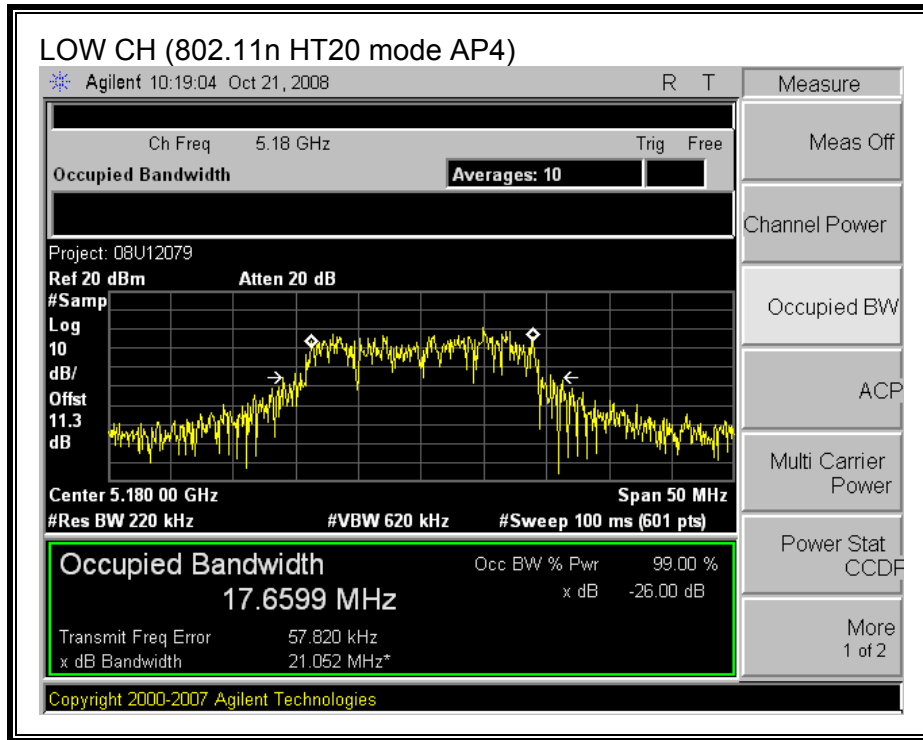 LOW CH (802.11n HT20 mode AP4)
Agilent 10:19:04 Oct 21, 2008 R T
Measure
Ch Freq 5.18 GHz Trig Free
Occupied Bandwidth Averages: 10
Meas Off
Channel Power
Occupied BW
ACP
Multi Carrier
Power
Power Stat
CCDF
More
1 of 2
Project: 08U12079
Ref 20 dBm Atten 20 dB
#Samp
Log
10
dB/
Offst
11.3
dB
Center 5.180 00 GHz Span 50 MHz
#Res BW 220 kHz #VBW 620 kHz #Sweep 100 ms (601 pts)
Occupied Bandwidth Occ BW % Pwr 99.00 %
17.6599 MHz x dB -26.00 dB
Transmit Freq Error 57.820 kHz
x dB Bandwidth 21.052 MHz*
Copyright 2000-2007 Agilent Technologies